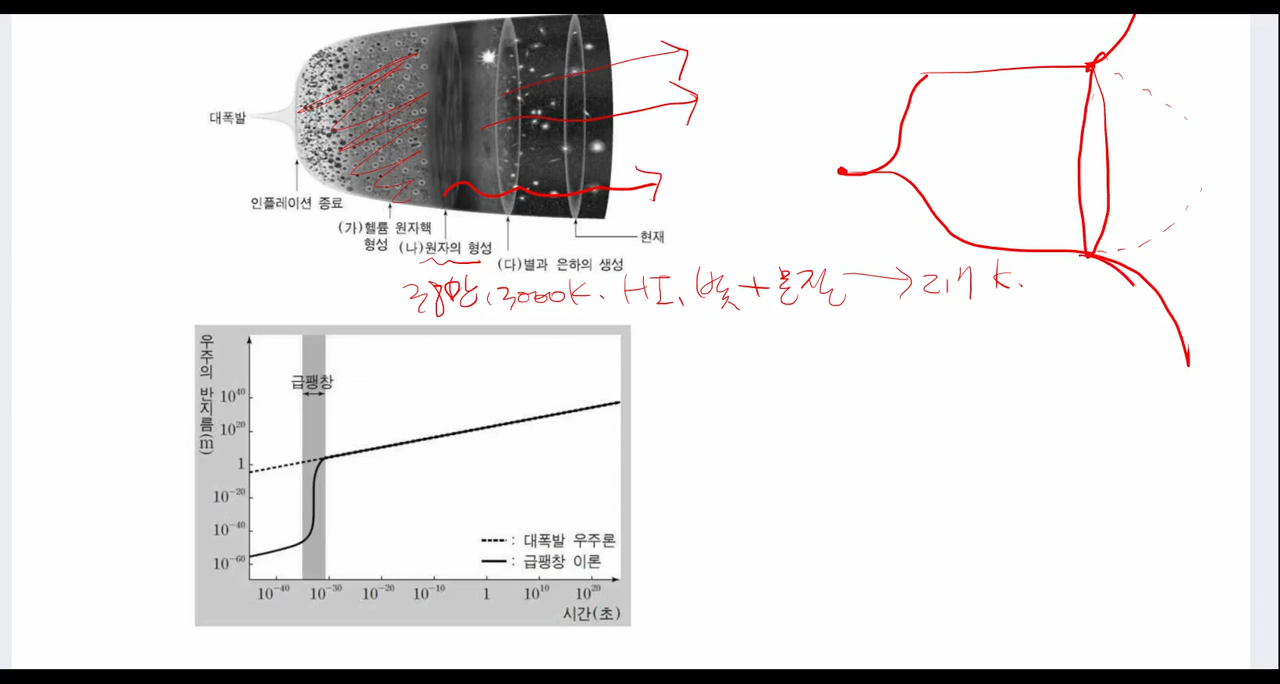 대폭발
인플레이션 종료
(가)헬륨 원자핵
형성
(나)원자의 형성
(다)별과 은하의 생성
현재
38만, 3000K. HI, 빛+물질 → 2.7 K.
우주의 반지름(m)
급팽창
10⁴⁰
10²⁰
1
10⁻²⁰
10⁻⁴⁰
10⁻⁶⁰
: 대폭발 우주론
: 급팽창 이론
10⁻⁴⁰ 10⁻³⁰ 10⁻²⁰ 10⁻¹⁰ 1 10¹⁰ 10²⁰
시간(초)